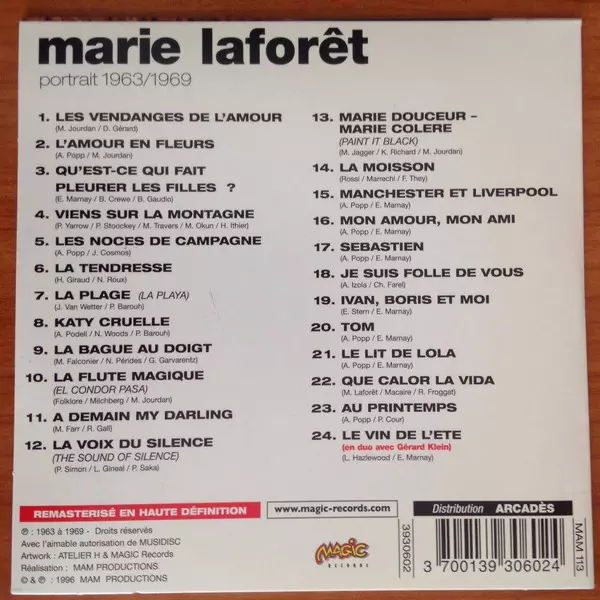 marie laforêt
portrait 1963/1969
1. LES VENDANGES DE L'AMOUR
(M. Jourdan / D. Gérard)
2. L'AMOUR EN FLEURS
(A. Popp / M. Jourdan)
3. QU'EST-CE QUI FAIT
PLEURER LES FILLES ?
(E. Marnay / B. Crewe / B. Gaudio)
4. VIENS SUR LA MONTAGNE
(P. Yarrow / P. Stoockey / M. Travers / M. Okun / H. Ithier)
5. LES NOCES DE CAMPAGNE
(A. Popp / J. Cosmos)
6. LA TENDRESSE
(H. Giraud / N. Roux)
7. LA PLAGE (LA PLAYA)
(J. Van Wetter / P. Barouh)
8. KATY CRUELLE
(A. Podell / N. Woods / P. Barouh)
9. LA BAGUE AU DOIGT
(M. Falconier / N. Périides / G. Garvarentz)
10. LA FLUTE MAGIQUE
(EL CONDOR PASA)
(Folklore / Milchberg / M. Jourdan)
11. A DEMAIN MY DARLING
(M. Farr / R. Gall)
12. LA VOIX DU SILENCE
(THE SOUND OF SILENCE)
(P. Simon / L. Gineal / P. Saka)
13. MARIE DOUCEUR -
MARIE COLERE
(PAINT IT BLACK)
(M. Jagger / K. Richard / M. Jourdan)
14. LA MOISSON
(Rossi / Marrechi / F. They)
15. MANCHESTER ET LIVERPOOL
(A. Popp / E. Marnay)
16. MON AMOUR, MON AMI
(A. Popp / E. Marnay)
17. SEBASTIEN
(A. Popp / E. Marnay)
18. JE SUIS FOLLE DE VOUS
(A. Izola / Ch. Farel)
19. IVAN, BORIS ET MOI
(E. Stern / E. Marnay)
20. TOM
(A. Popp / E. Marnay)
21. LE LIT DE LOLA
(A. Popp / E. Marnay)
22. QUE CALOR LA VIDA
(M. Laforêt / Macaire / R. Froggat)
23. AU PRINTEMPS
(A. Popp / P. Cour)
24. LE VIN DE L'ETE
(en duo avec Gérard Klein)
(L. Hazlewood / E. Marnay)
REMASTERISÉ EN HAUTE DÉFINITION
www.magic-records.com
Distribution ARCADÈS
℗ : 1963 à 1969 - Droits réservés
Avec l'aimable autorisation de MUSIDISC
Artwork : ATELIER H & MAGIC Records
Réalisation : MAM PRODUCTIONS
© & ℗ : 1996 MAM PRODUCTIONS
MAGIC
RECORDS
3930602
3 700139 306024
MAM 113